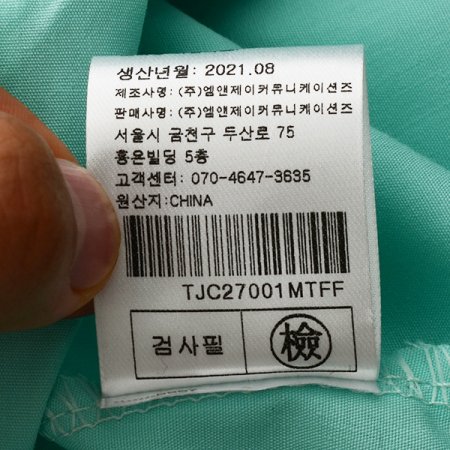 생산년월: 2021.08
제조사명: (주)엠앤제이커뮤니케이션즈
판매사명: (주)엠앤제이커뮤니케이션즈
서울시 금천구 두산로 75
홍은빌딩 5층
고객센터: 070-4647-3635
원산지:CHINA
TJC27001MTFF
검사필 檢